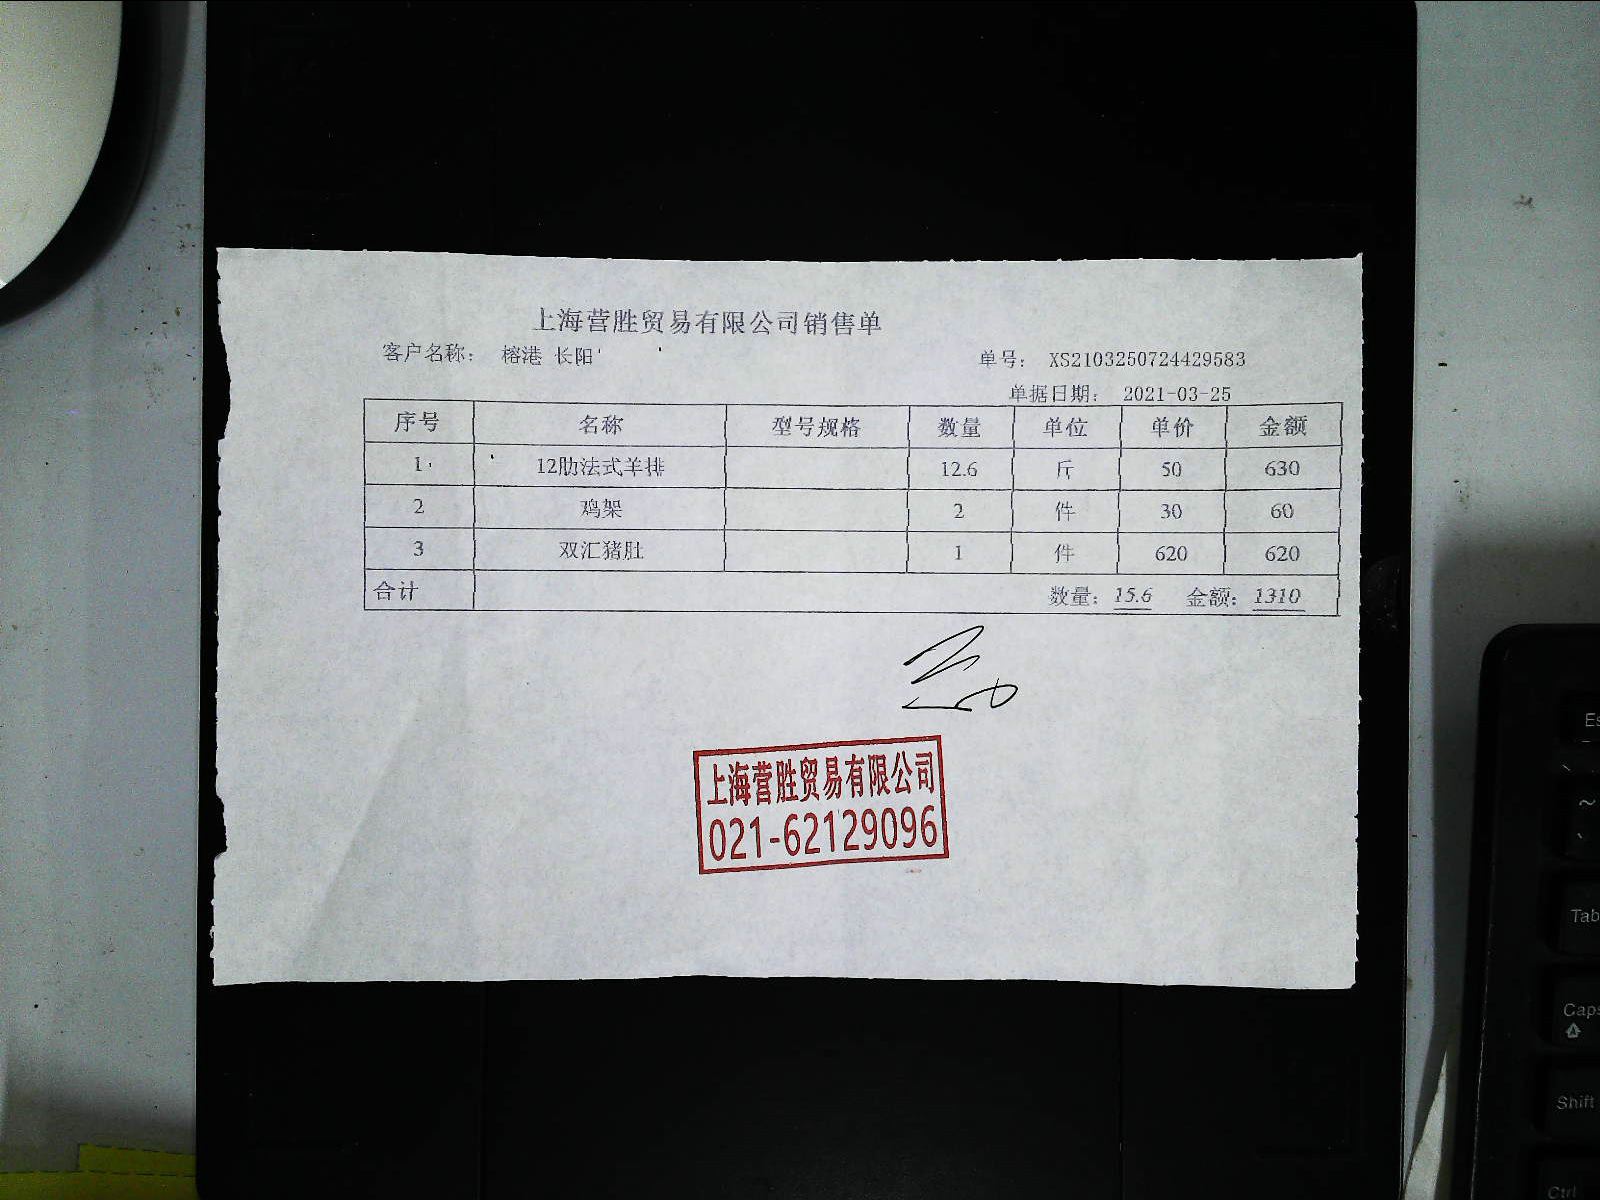 上海营胜贸易有限公司销售单
客户名称： 榕港 长阳 单号： XS2103250724429583
单据日期： 2021-03-25
序号 名称 型号规格 数量 单位 单价 金额
1 12肋法式羊排 12.6 斤 50 630
2 鸡架 2 件 30 60
3 双汇猪肚 1 件 620 620
合计 数量：15.6 金额：1310
上海营胜贸易有限公司
021-62129096
Es
~
Tab
Caps
Shift
Ctrl